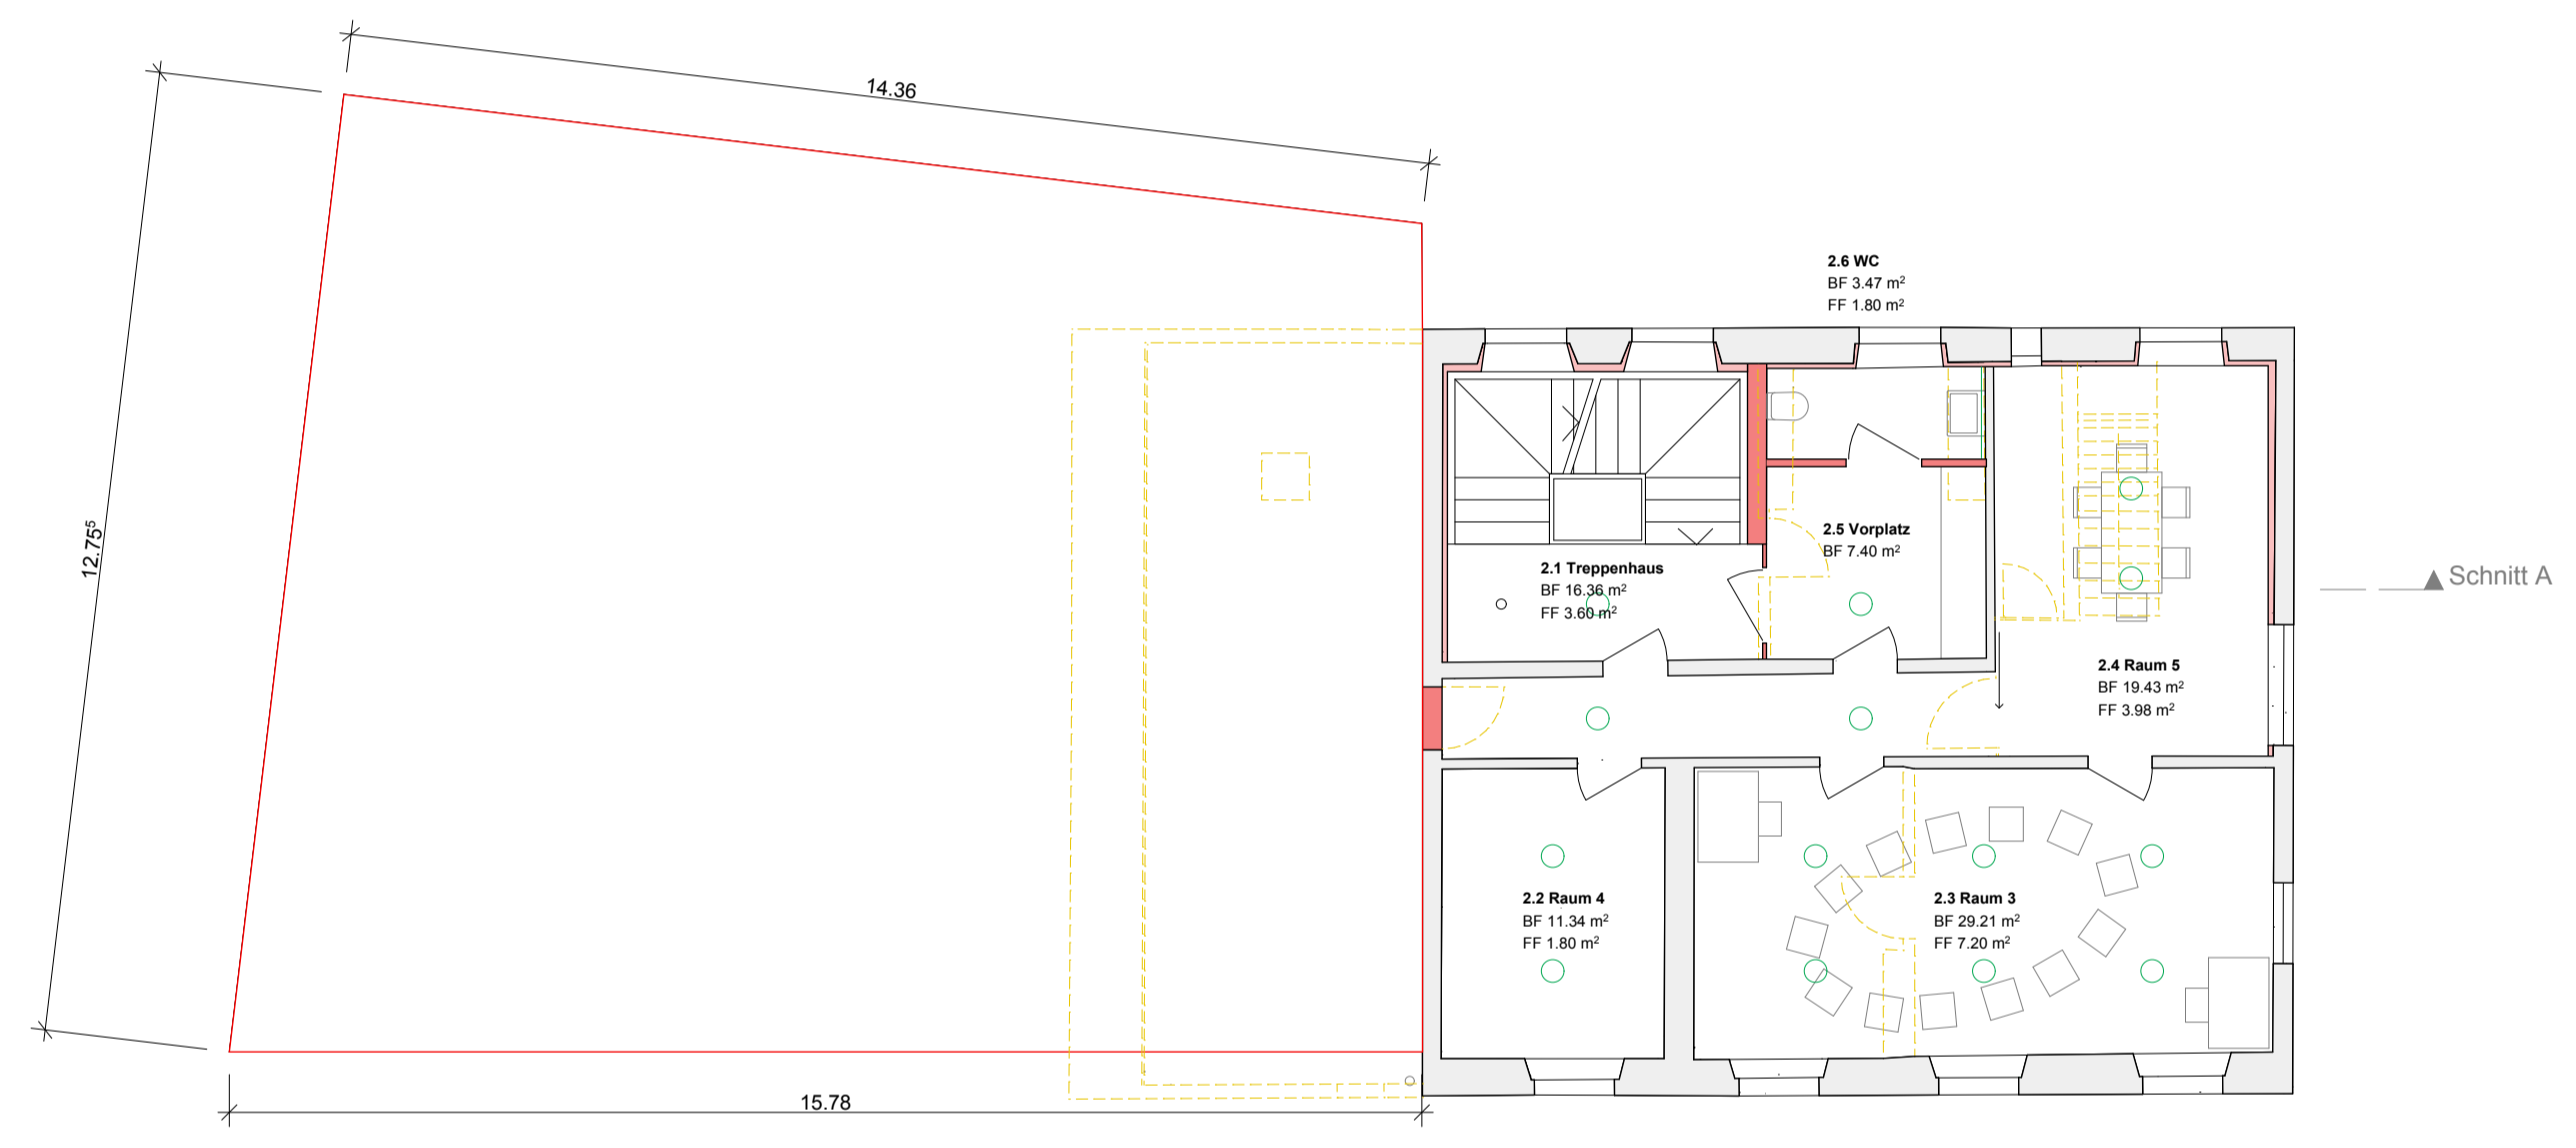 14.36
2.6 WC
BF 3.47 m²
FF 1.80 m²
12.75⁵
2.5 Vorplatz
BF 7.40 m²
2.1 Treppenhaus
BF 16.36 m²
FF 3.60 m²
Schnitt A
2.4 Raum 5
BF 19.43 m²
FF 3.98 m²
2.2 Raum 4
BF 11.34 m²
FF 1.80 m²
2.3 Raum 3
BF 29.21 m²
FF 7.20 m²
15.78